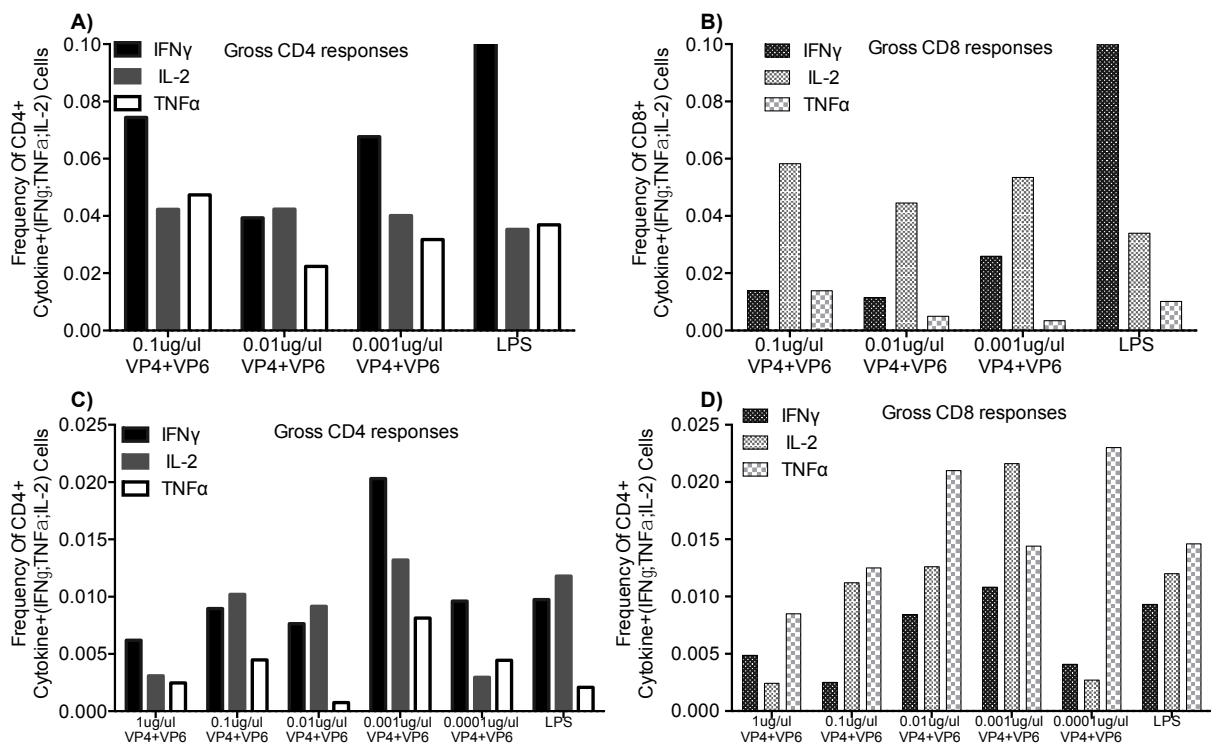 A)
Gross CD4 responses
IFNγ
IL-2
TNFα
Frequency Of CD4+
Cytokine+(IFNg;TNFa;IL-2) Cells
0.10
0.08
0.06
0.04
0.02
0.00
0.1ug/ul
VP4+VP6
0.01ug/ul
VP4+VP6
0.001ug/ul
VP4+VP6
LPS
B)
Gross CD8 responses
IFNγ
IL-2
TNFα
Frequency Of CD8+
Cytokine+(IFNg;TNFa;IL-2) Cells
0.10
0.08
0.06
0.04
0.02
0.00
0.1ug/ul
VP4+VP6
0.01ug/ul
VP4+VP6
0.001ug/ul
VP4+VP6
LPS
C)
Gross CD4 responses
IFNγ
IL-2
TNFα
Frequency Of CD4+
Cytokine+(IFNg;TNFa;IL-2) Cells
0.025
0.020
0.015
0.010
0.005
0.000
1ug/ul
VP4+VP6
0.1ug/ul
VP4+VP6
0.01ug/ul
VP4+VP6
0.001ug/ul
VP4+VP6
0.0001ug/ul
VP4+VP6
LPS
D)
Gross CD8 responses
IFNγ
IL-2
TNFα
Frequency Of CD4+
Cytokine+(IFNg;TNFa;IL-2) Cells
0.025
0.020
0.015
0.010
0.005
0.000
1ug/ul
VP4+VP6
0.1ug/ul
VP4+VP6
0.01ug/ul
VP4+VP6
0.001ug/ul
VP4+VP6
0.0001ug/ul
VP4+VP6
LPS